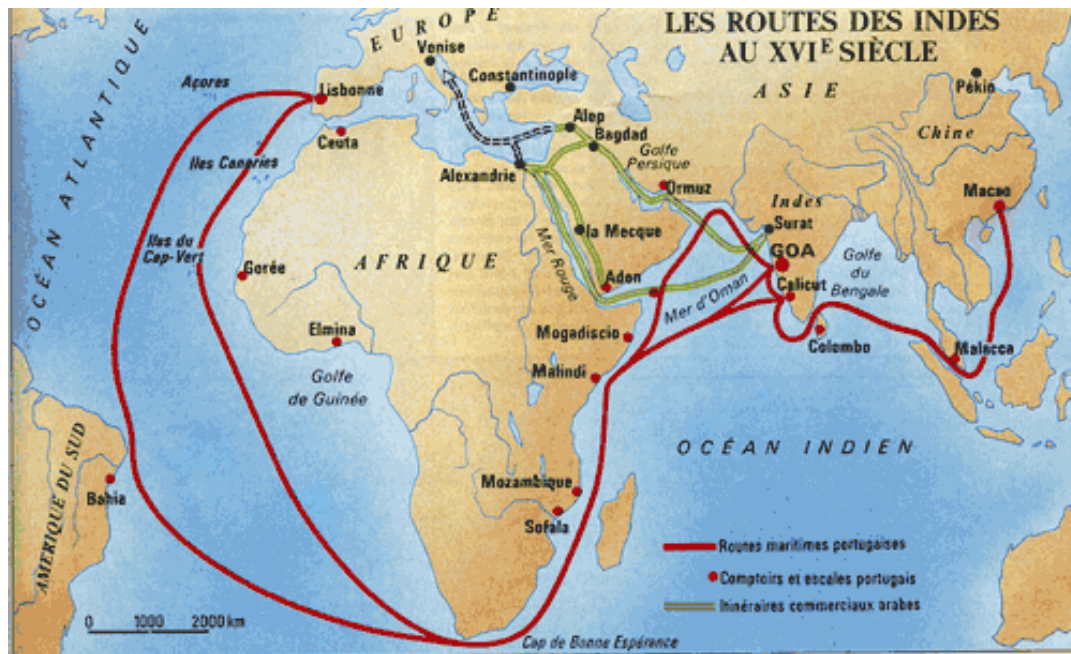 LES ROUTES DES INDES
AU XVIE SIÈCLE
EUROPE
Venise
Constantinople
ASIE
Pékin
Açores
Lisbonne
OCÉAN ATLANTIQUE
Alep
Bagdad
Chine
Ceuta
Iles Canaries
Golfe
Persique
Alexandrie
Ormuz
Macao
Indes
Surat
la Mecque
Ilas du
Cap-Vert
GOA
Mer Rouge
AFRIQUE
Gorée
Adon
Golfe
du
Bengale
Calicut
Mer d'Oman
Elmina
Mogadiscio
Colombo
Malacca
Golfe
de Guinée
Malindi
OCÉAN INDIEN
AMÉRIQUE DU SUD
Bahia
Mozambique
Sofala
Routes maritimes portugaises
Comptoirs et escales portugais
Itinéraires commerciaux arabes
0 1000 2000 km
Cap de Bonne Espérance